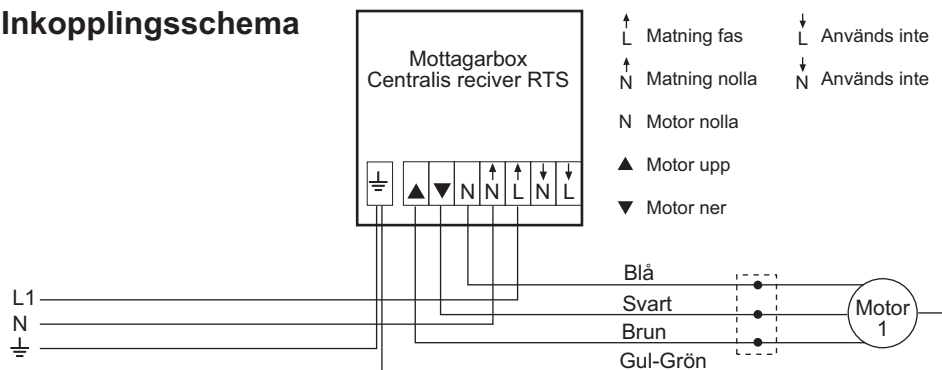 Inkopplingsschema
Mottagarbox
Centralis reciver RTS
L Matning fas
L Används inte
N Matning nolla
N Används inte
N Motor nolla
▲ Motor upp
▼ Motor ner
▲ ▼ N N L N L
L1
N
Blå
Svart
Brun
Gul-Grön
Motor
1